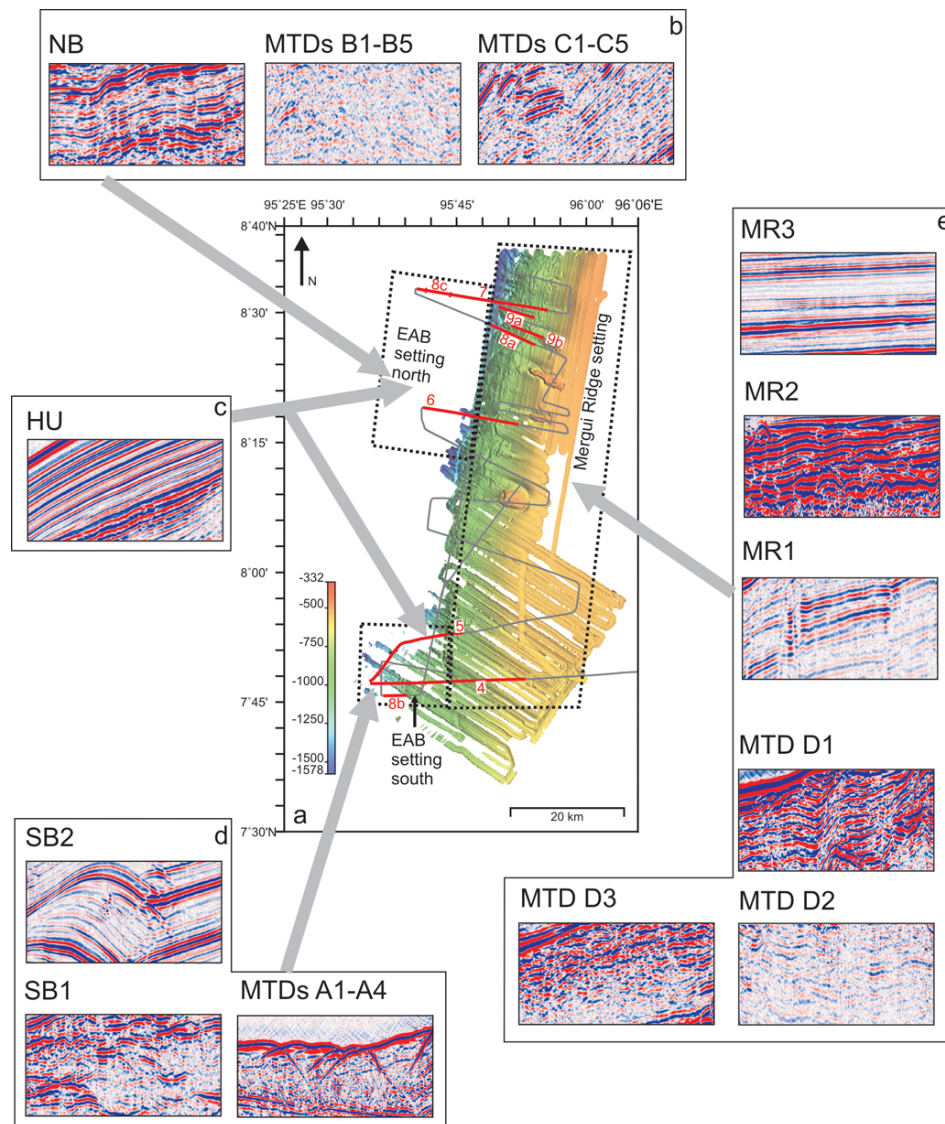 b
NB
MTDs B1-B5
MTDs C1-C5
95˚25'E
95˚30'
95˚45'
96˚00'
96˚06'E
8˚40'N
8˚30'
8˚15'
8˚00'
7˚45'
7˚30'N
N
8c
7
9a
8a
9b
EAB
setting
north
6
Mergui Ridge setting
c
HU
-332
-500
-750
-1000
-1250
-1500
-1578
5
4
8b
EAB
setting
south
a
20 km
e
MR3
MR2
MR1
MTD D1
MTD D3
MTD D2
d
SB2
SB1
MTDs A1-A4